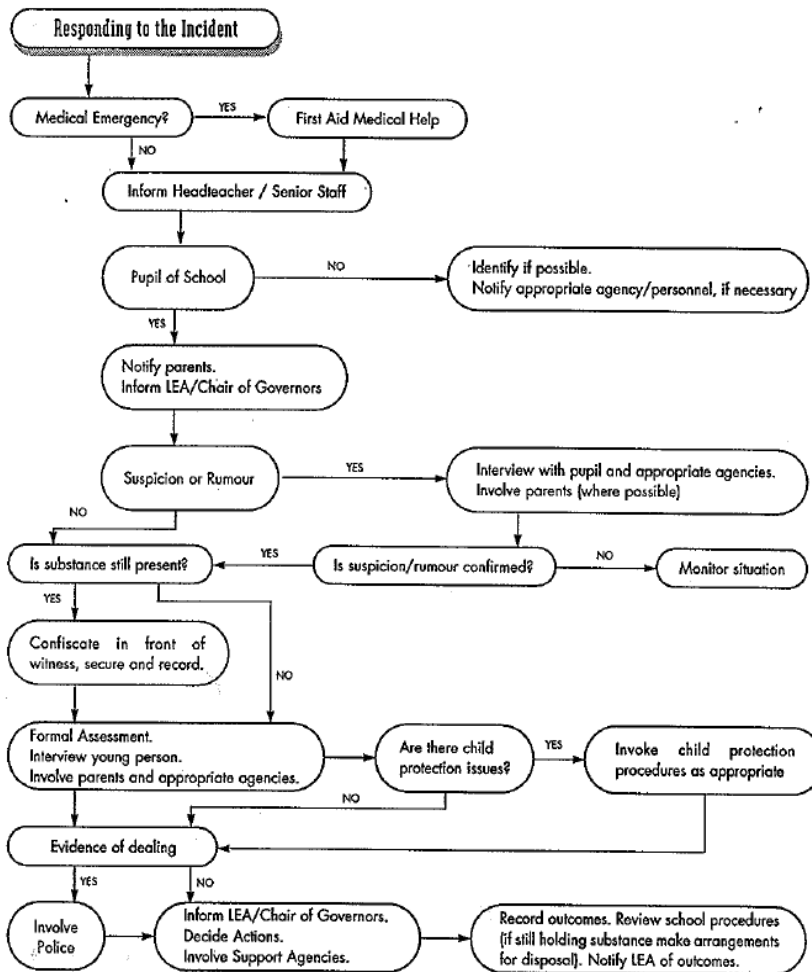 Responding to the Incident
Medical Emergency?
YES
First Aid Medical Help
NO
Inform Headteacher / Senior Staff
Pupil of School
NO
Identify if possible.
Notify appropriate agency/personnel, if necessary
YES
Notify parents.
Inform LEA/Chair of Governors
Suspicion or Rumour
YES
Interview with pupil and appropriate agencies.
Involve parents (where possible)
NO
Is substance still present?
YES
Is suspicion/rumour confirmed?
NO
Monitor situation
YES
Confiscate in front of
witness, secure and record.
NO
Formal Assessment.
Interview young person.
Involve parents and appropriate agencies.
Are there child
protection issues?
YES
Invoke child protection
procedures as appropriate
NO
Evidence of dealing
YES
NO
Involve
Police
Inform LEA/Chair of Governors.
Decide Actions.
Involve Support Agencies.
Record outcomes. Review school procedures
(if still holding substance make arrangements
for disposal). Notify LEA of outcomes.